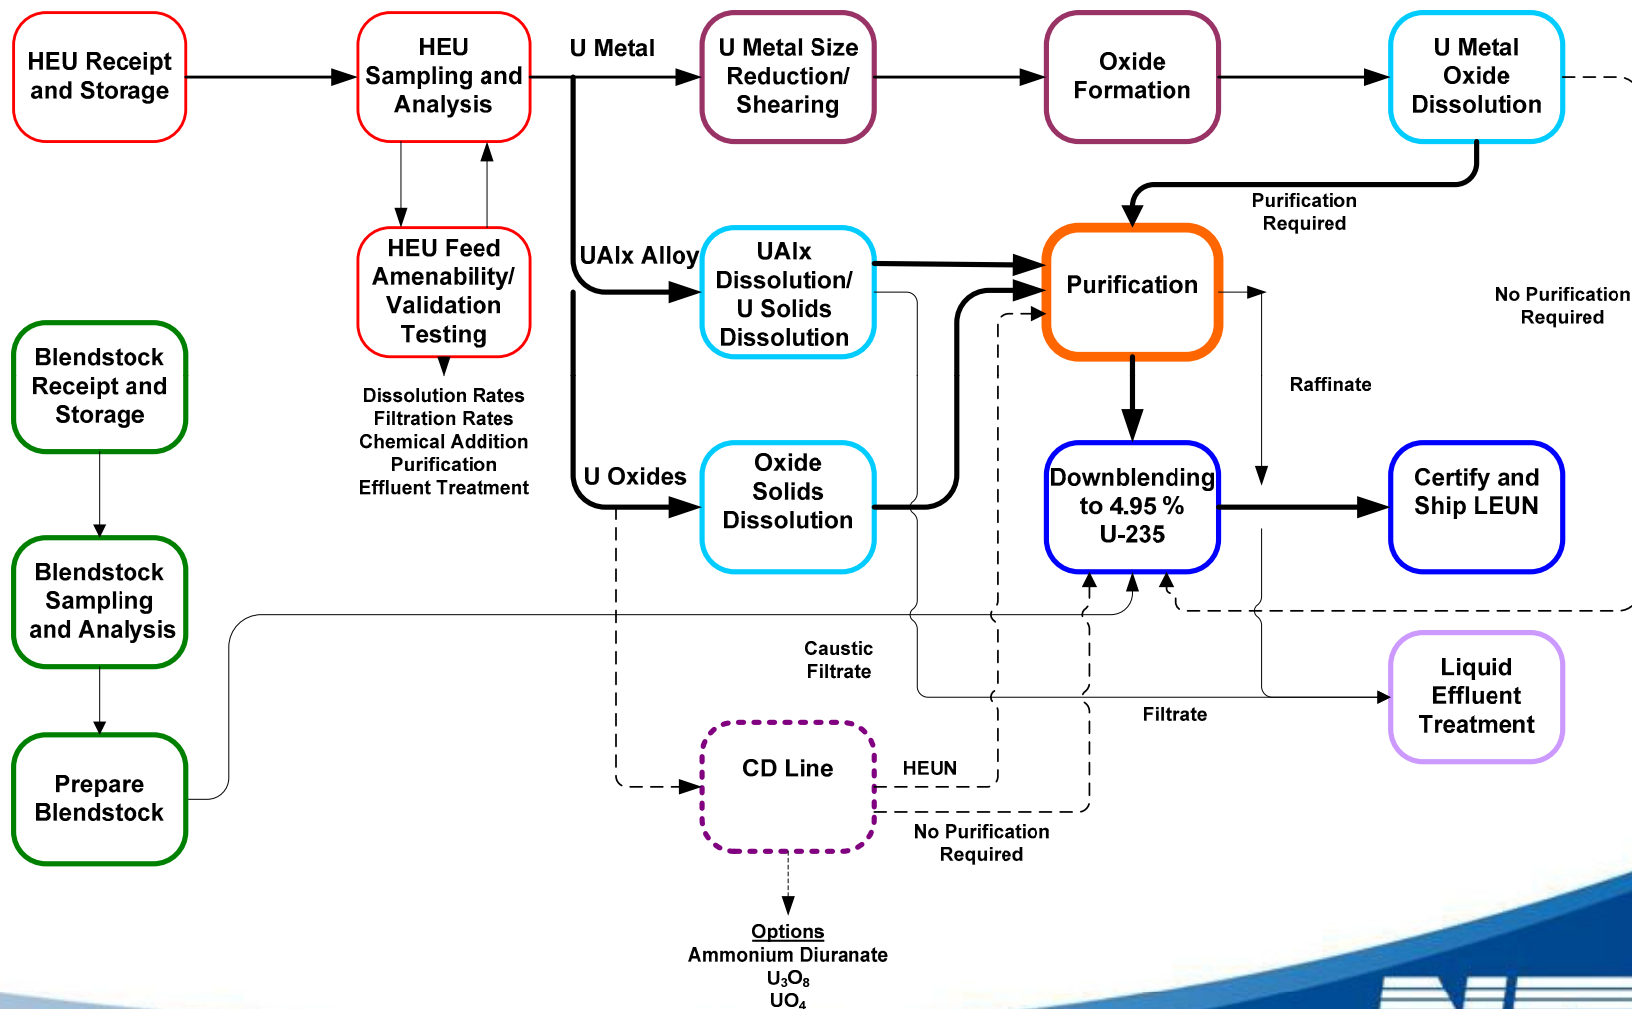 HEU Receipt
and Storage
HEU
Sampling and
Analysis
U Metal
U Metal Size
Reduction/
Shearing
Oxide
Formation
U Metal
Oxide
Dissolution
Purification
Required
No Purification
Required
HEU Feed
Amenability/
Validation
Testing
UAlx Alloy
UAlx
Dissolution/
U Solids
Dissolution
Purification
Raffinate
Dissolution Rates
Filtration Rates
Chemical Addition
Purification
Effluent Treatment
Blendstock
Receipt and
Storage
U Oxides
Oxide
Solids
Dissolution
Downblending
to 4.95 %
U-235
Certify and
Ship LEUN
Blendstock
Sampling
and Analysis
Caustic
Filtrate
Filtrate
Liquid
Effluent
Treatment
Prepare
Blendstock
CD Line
HEUN
No Purification
Required
Options
Ammonium Diuranate
U₃O₈
UO₄